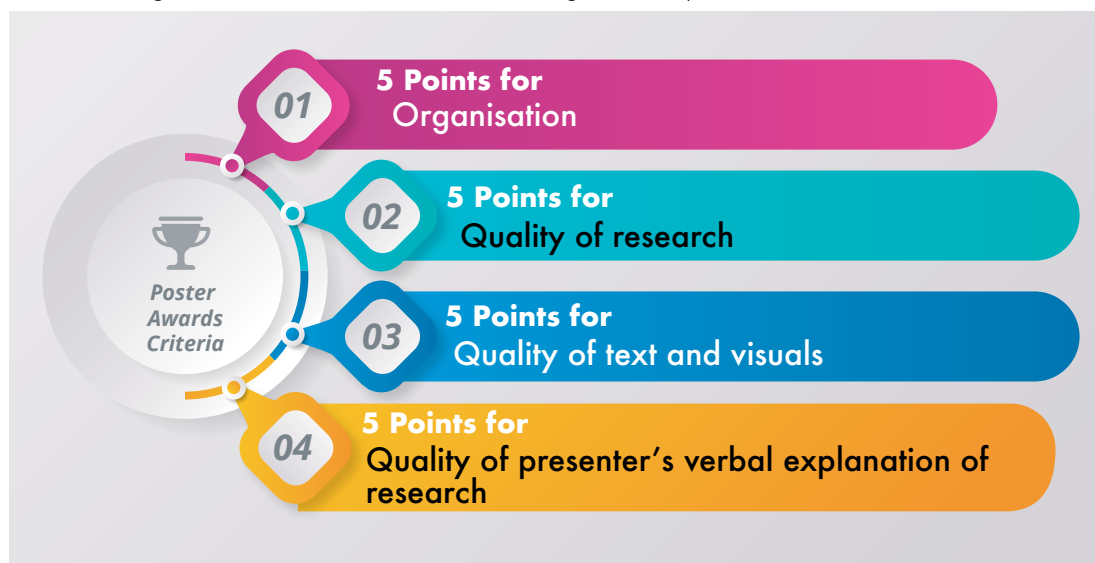 01
5 Points for
Organisation
02
5 Points for
Quality of research
Poster
Awards
Criteria
03
5 Points for
Quality of text and visuals
04
5 Points for
Quality of presenter's verbal explanation of
research